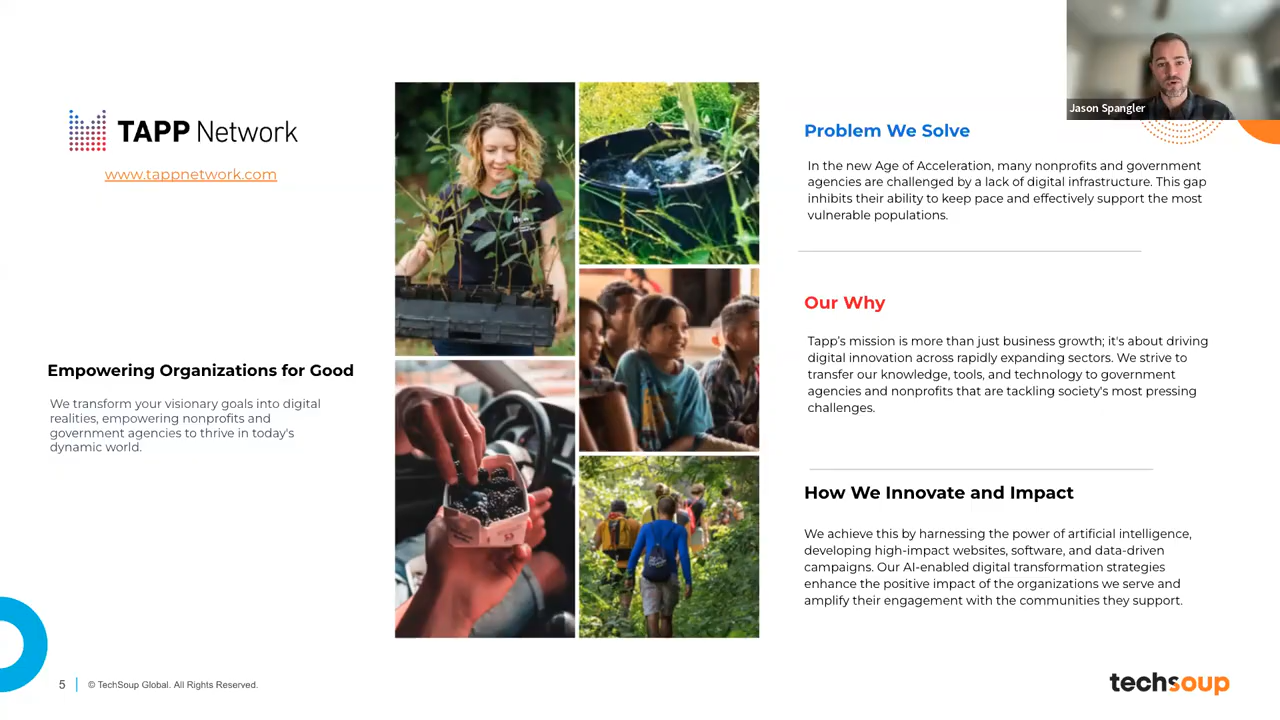 TAPP Network
www.tappnetwork.com
Empowering Organizations for Good
We transform your visionary goals into digital
realities, empowering nonprofits and
government agencies to thrive in today's
dynamic world.
Jason Spangler
Problem We Solve
In the new Age of Acceleration, many nonprofits and government
agencies are challenged by a lack of digital infrastructure. This gap
inhibits their ability to keep pace and effectively support the most
vulnerable populations.
Our Why
Tapp's mission is more than just business growth; it's about driving
digital innovation across rapidly expanding sectors. We strive to
transfer our knowledge, tools, and technology to government
agencies and nonprofits that are tackling society's most pressing
challenges.
How We Innovate and Impact
We achieve this by harnessing the power of artificial intelligence,
developing high-impact websites, software, and data-driven
campaigns. Our AI-enabled digital transformation strategies
enhance the positive impact of the organizations we serve and
amplify their engagement with the communities they support.
5
© TechSoup Global. All Rights Reserved.
techsoup